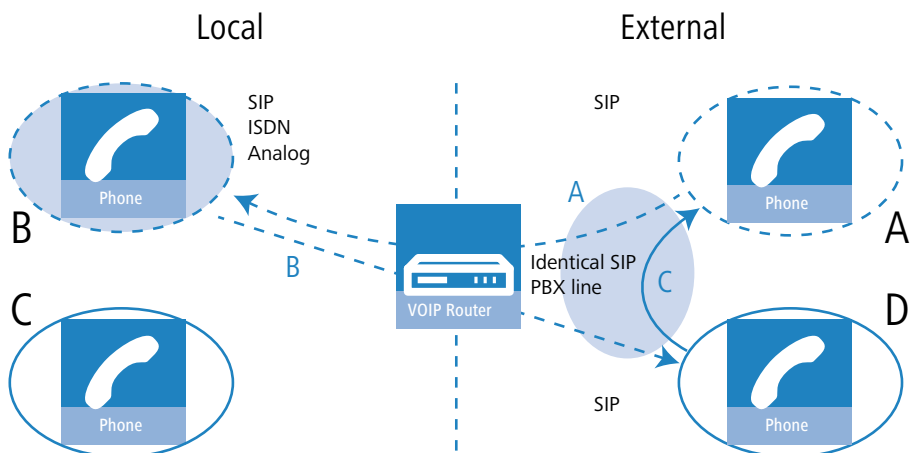 Local
External
SIP
ISDN
Analog
SIP
Phone
Phone
B
A
A
B
Identical SIP
PBX line
C
VOIP Router
C
D
Phone
SIP
Phone